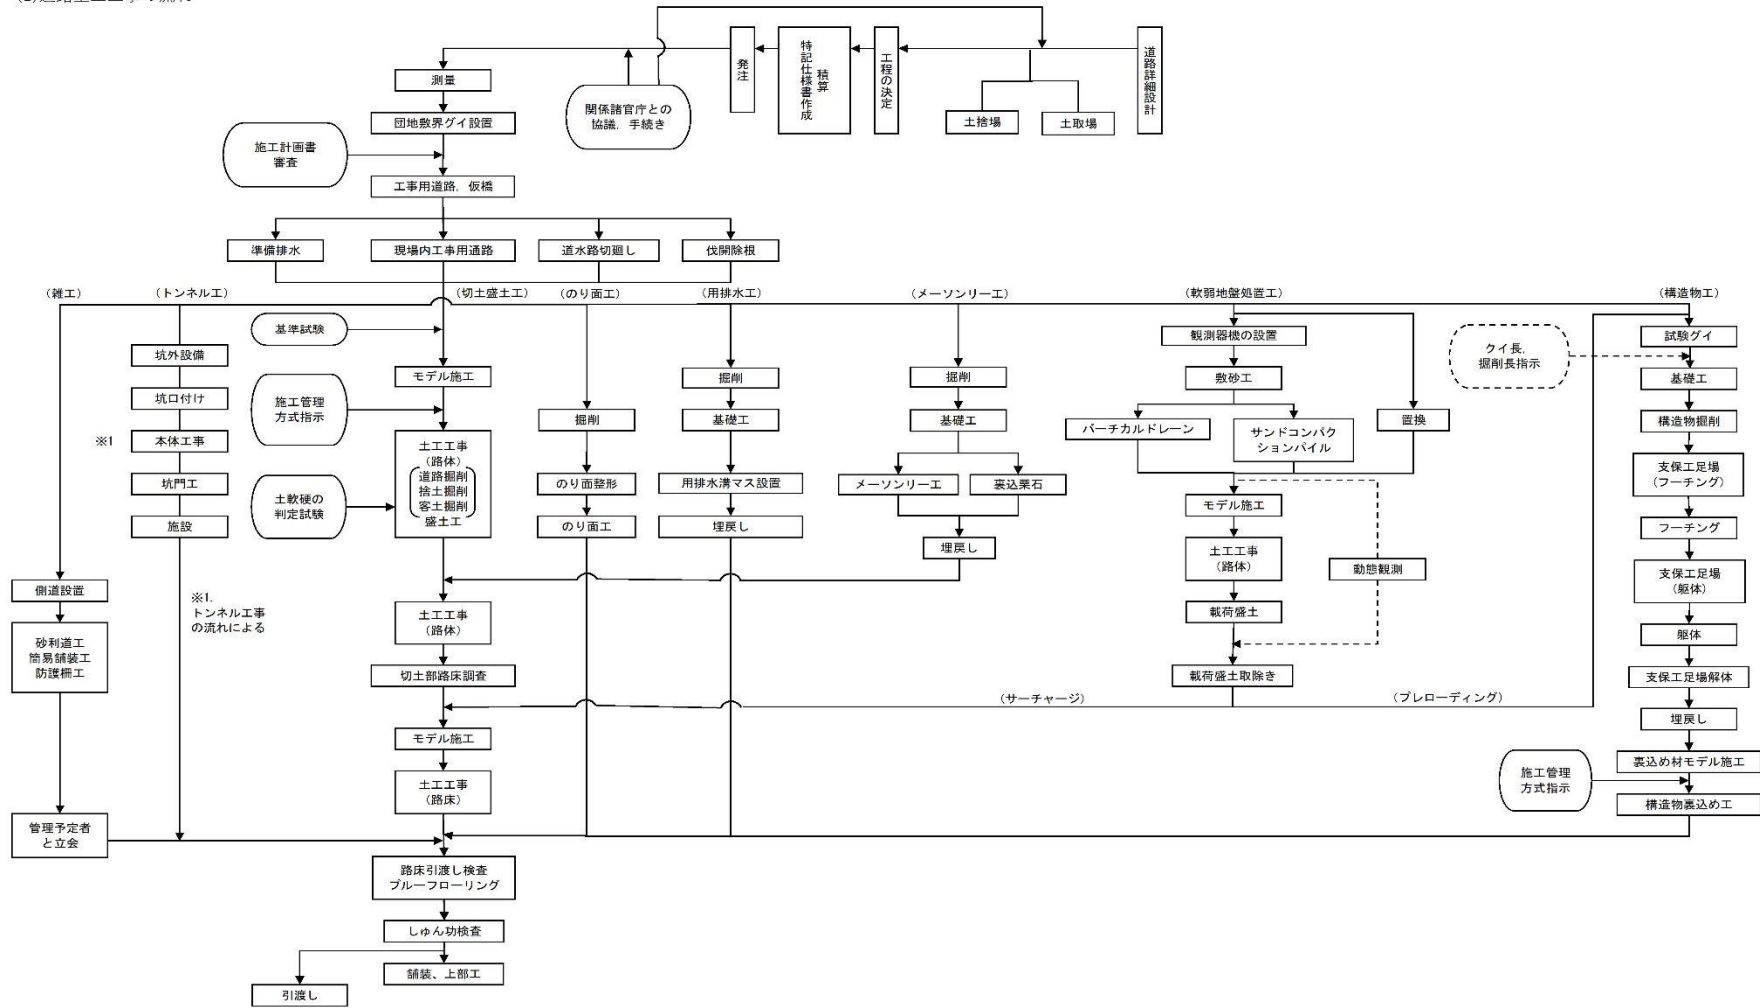 道路詳細設計
土捨場
土取場
工程の決定
積算
特記仕様書作成
発注
関係諸官庁との
協議，手続き
測量
団地敷界グイ設置
施工計画書
審査
工事用道路，仮橋
準備排水
現場内工事用通路
道水路切廻し
伐開除根
（雑工）
（トンネル工）
（切土盛土工）
（のり面工）
（用排水工）
（メーソンリー工）
（軟弱地盤処置工）
（構造物工）
側道設置
砂利道工
簡易舗装工
防護柵工
管理予定者
と立会
坑外設備
坑口付け
※1
本体工事
坑門工
施設
※1.
トンネル工事
の流れによる
基準試験
モデル施工
施工管理
方式指示
土工工事
（路体）
道路掘削
捨土掘削
客土掘削
盛土工
土軟硬の
判定試験
土工工事
（路体）
切土部路床調査
モデル施工
土工工事
（路床）
掘削
のり面整形
のり面工
掘削
基礎工
用排水溝マス設置
埋戻し
掘削
基礎工
メーソンリー工
裏込栗石
埋戻し
観測器機の設置
敷砂工
バーチカルドレーン
サンドコンパク
ションパイル
置換
モデル施工
土工工事
（路体）
動態観測
載荷盛土
載荷盛土取除き
（サーチャージ）
（プレローディング）
試験グイ
クイ長，
掘削長指示
基礎工
構造物掘削
支保工足場
（フーチング）
フーチング
支保工足場
（躯体）
躯体
支保工足場解体
埋戻し
裏込め材モデル施工
施工管理
方式指示
構造物裏込め工
路床引渡し検査
プルーフローリング
しゅん功検査
舗装、上部工
引渡し